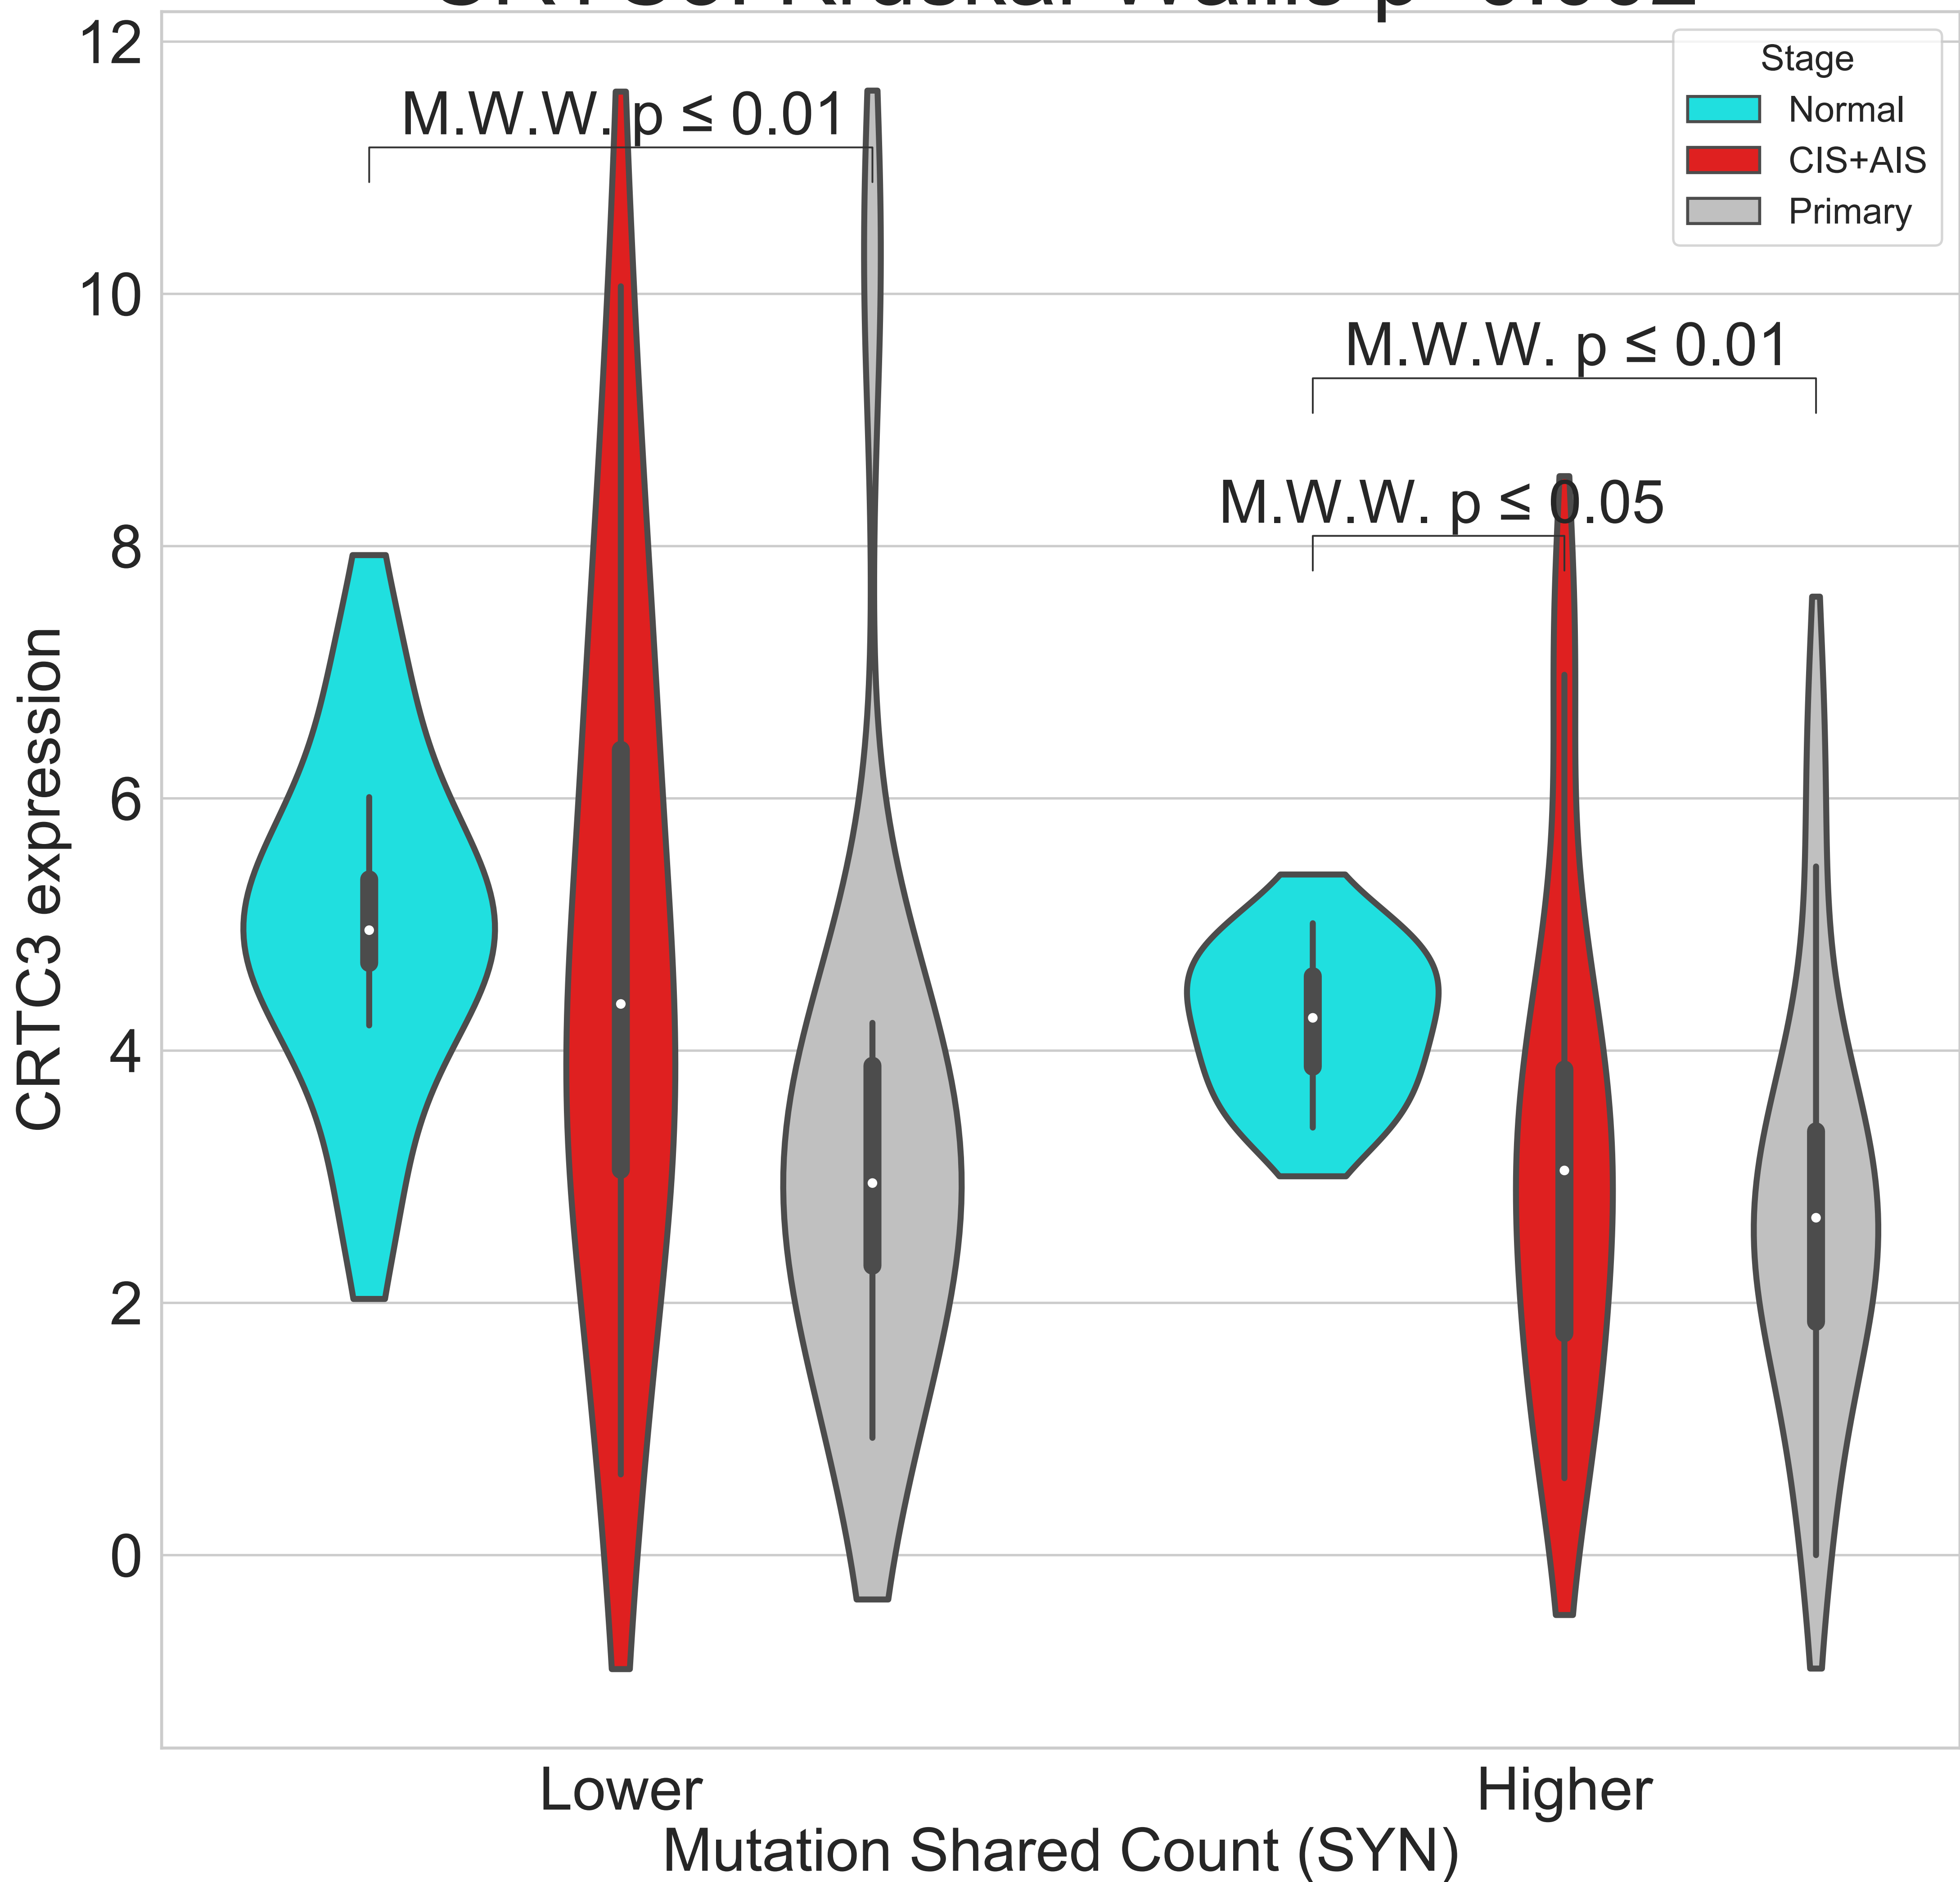 12
10
8
6
4
2
0
CRTC3 expression
M.W.W. p ≤ 0.01
M.W.W. p ≤ 0.01
M.W.W. p ≤ 0.05
Stage
Normal
CIS+AIS
Primary
Lower
Higher
Mutation Shared Count (SYN)